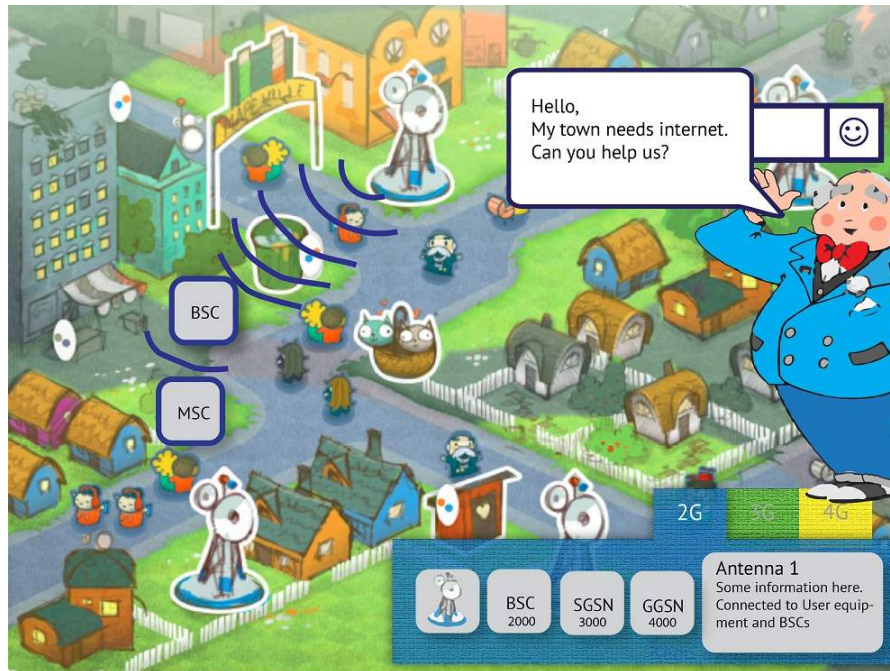 Hello,
My town needs internet.
Can you help us?
BSC
MSC
2G
3G
4G
BSC
2000
SGSN
3000
GGSN
4000
Antenna 1
Some information here.
Connected to User equip-
ment and BSCs